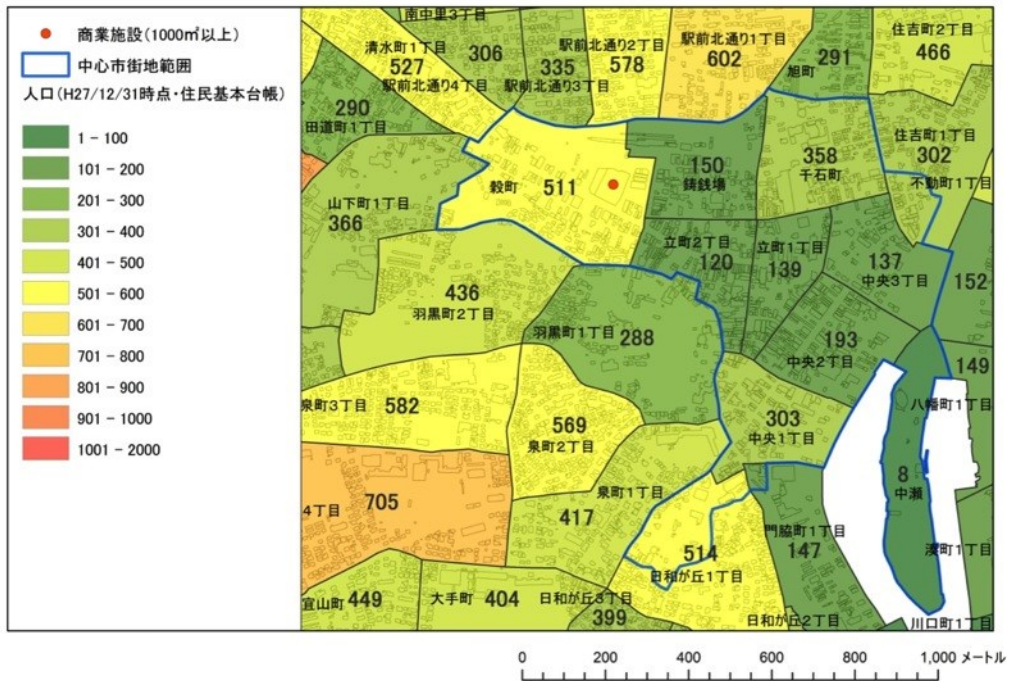 商業施設(1000㎡以上)
中心市街地範囲
人口(H27/12/31時点・住民基本台帳)
1 - 100
101 - 200
201 - 300
301 - 400
401 - 500
501 - 600
601 - 700
701 - 800
801 - 900
901 - 1000
1001 - 2000
南中里3丁目
306
清水町1丁目
527
駅前北通り4丁目
335
駅前北通り3丁目
駅前北通り2丁目
578
駅前北通り1丁目
602
291
旭町
住吉町2丁目
466
290
田道町1丁目
穀町
511
150
鋳銭場
358
千石町
住吉町1丁目
302
不動町1丁目
山下町1丁目
366
立町2丁目
120
立町1丁目
139
137
中央3丁目
152
436
羽黒町2丁目
羽黒町1丁目
288
193
中央2丁目
149
八幡町1丁目
泉町3丁目
582
569
泉町2丁目
303
中央1丁目
8
中瀬
4丁目
705
泉町1丁目
417
514
日和が丘1丁目
門脇町1丁目
147
湊町1丁目
宜山町
449
大手町
404
日和が丘3丁目
399
日和が丘2丁目
川口町1丁目
0 200 400 600 800 1,000 メートル